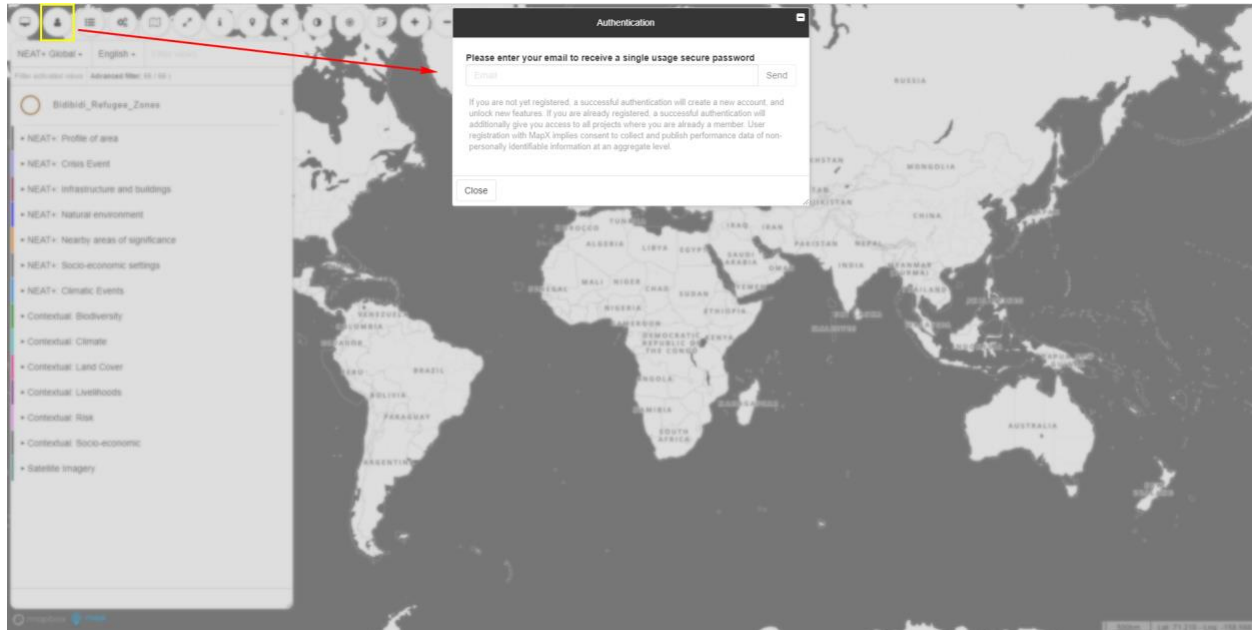 Authentication
Please enter your email to receive a single usage secure password
Email
Send
If you are not yet registered, a successful authentication will create a new account, and
unlock new features. If you are already registered, a successful authentication will
additionally give you access to all projects where you are already a member. User
registration with MapX implies consent to collect and publish performance data of non-
personally identifiable information at an aggregate level.
Close
NEAT+ Global
English
Advanced filter
Bidibidi_Refugee_Zones
NEAT+: Profile of area
NEAT+: Crisis Event
NEAT+: Infrastructure and buildings
NEAT+: Natural environment
NEAT+: Nearby areas of significance
NEAT+: Socio-economic settings
NEAT+: Climatic Events
Contextual: Biodiversity
Contextual: Climate
Contextual: Land Cover
Contextual: Livelihoods
Contextual: Risk
Contextual: Socio-economic
Satellite Imagery
RUSSIA
MONGOLIA
CHINA
IRAQ
IRAN
PAKISTAN
NEPAL
INDIA
ALGERIA
LIBYA
EGYPT
SAUDI
ARABIA
MALI
NIGER
CHAD
SUDAN
YEMEN
NIGERIA
ETHIOPIA
DEMOCRATIC
REPUBLIC OF
THE CONGO
KENYA
ANGOLA
NAMIBIA
SOUTH
AFRICA
BRAZIL
BOLIVIA
PARAGUAY
AUSTRALIA